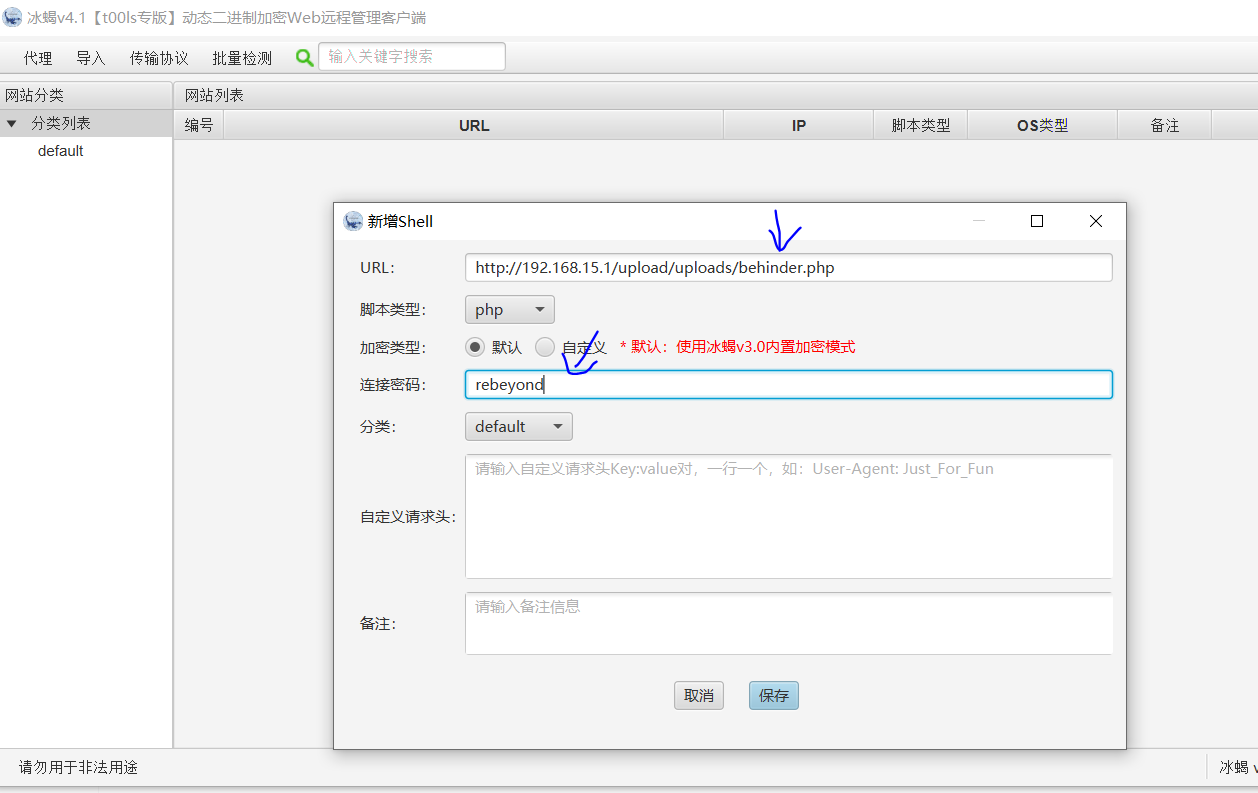 冰蝎v4.1【t00ls专版】动态二进制加密Web远程管理客户端
代理 导入 传输协议 批量检测 输入关键字搜索
网站分类 网站列表
分类列表 编号 URL IP 脚本类型 OS类型 备注
default
新增Shell
URL: http://192.168.15.1/upload/uploads/behinder.php
脚本类型: php
加密类型: 默认 自定义 * 默认：使用冰蝎v3.0内置加密模式
连接密码: rebeyond
分类: default
请输入自定义请求头Key:value对，一行一个，如：User-Agent: Just_For_Fun
自定义请求头:
请输入备注信息
备注:
取消 保存
请勿用于非法用途 冰蝎 v